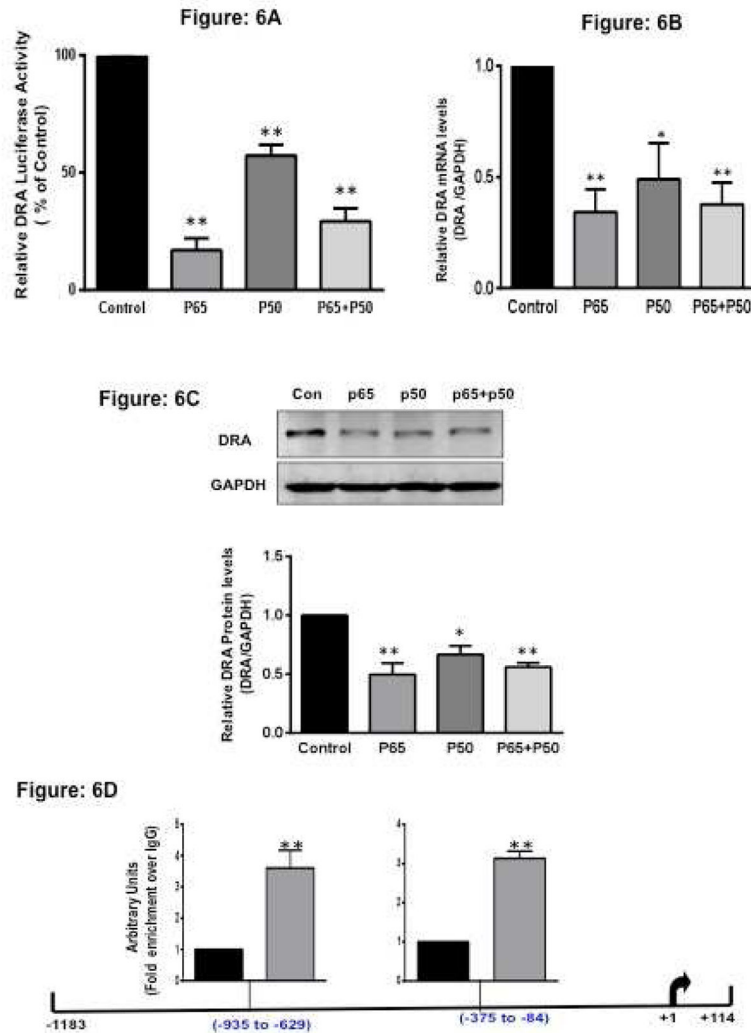 Figure: 6A
Relative DRA Luciferase Activity
( % of Control)
100
50
0
**
**
**
Control P65 P50 P65+P50
Figure: 6B
Relative DRA mRNA levels
(DRA /GAPDH)
1.0
0.5
0.0
**
*
**
Control P65 P50 P65+P50
Figure: 6C
Con p65 p50 p65+p50
DRA
GAPDH
Relative DRA Protein levels
(DRA/GAPDH)
1.5
1.0
0.5
0.0
**
*
**
Control P65 P50 P65+P50
Figure: 6D
Arbitrary Units
(Fold enrichment over IgG)
**
**
-1183
(-935 to -629)
(-375 to -84)
+1
+114